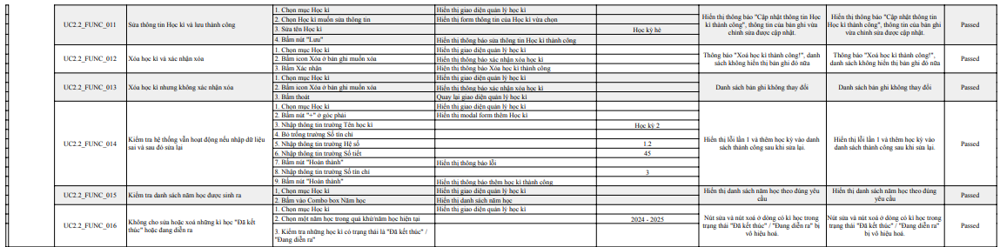 UC2.2_FUNC_011
Sửa thông tin Học kì và lưu thành công
1. Chọn mục Học kì
Hiển thị giao diện quản lý học kì
2. Chọn Học kì muốn sửa thông tin
Hiển thị form thông tin của Học kì vừa chọn
3. Sửa tên Học kì
Học kỳ hè
4. Bấm nút "Lưu"
Hiển thị thông báo sửa thông tin Học kì thành công
Hiển thị thông báo "Cập nhật thông tin Học
kì thành công", thông tin của bản ghi vừa
chỉnh sửa được cập nhật.
Hiển thị thông báo "Cập nhật thông tin
Học kì thành công", thông tin của bản ghi
vừa chỉnh sửa được cập nhật.
Passed
UC2.2_FUNC_012
Xóa học kì và xác nhận xóa
1. Chọn mục Học kì
Hiển thị giao diện quản lý học kì
2. Bấm icon Xóa ở bản ghi muốn xóa
Hiển thị thông báo xác nhận xóa học kì
3. Bấm Xác nhận
Hiện thị thông báo Xóa học kì thành công
Thông báo "Xoá học kì thành công!", danh
sách không hiển thị bản ghi đó nữa
Thông báo "Xoá học kì thành công!",
danh sách không hiển thị bản ghi đó nữa
Passed
UC2.2_FUNC_013
Xóa học kì nhưng không xác nhận xóa
1. Chọn mục Học kì
Hiển thị giao diện quản lý học kì
2. Bấm icon Xóa ở bản ghi muốn xóa
Hiển thị thông báo xác nhận xóa học kì
3. Bấm thoát
Quay lại giao diện quản lý học kì
Danh sách bản ghi không thay đổi
Danh sách bản ghi không thay đổi
Passed
UC2.2_FUNC_014
Kiểm tra hệ thống vẫn hoạt động nếu nhập dữ liệu
sai và sau đó sửa lại
1. Chọn mục Học kì
Hiển thị giao diện quản lý học kì
2. Bấm nút "+" ở góc phải
Hiển thị modal form thêm Học kì
3. Nhập thông tin trường Tên học kì
Học kỳ 2
4. Bỏ trống trường Số tín chỉ
5. Nhập thông tin trường Hệ số
1.2
6. Nhập thông tin trường Số tiết
45
7. Bấm nút "Hoàn thành"
Hiển thị thông báo lỗi
8. Nhập thông tin trường Số tín chỉ
3
9. Bấm nút "Hoàn thành"
Hiển thị thông báo thêm học kì thành công
Hiển thị lỗi lần 1 và thêm học kỳ vào danh
sách thành công sau khi sửa lại.
Hiển thị lỗi lần 1 và thêm học kỳ vào
danh sách thành công sau khi sửa lại.
Passed
UC2.2_FUNC_015
Kiểm tra danh sách năm học được sinh ra
1. Chọn mục Học kì
Hiển thị giao diện quản lý học kì
2. Bấm vào Combo box Năm học
Hiển thị danh sách năm học
Hiển thị danh sách năm học theo đúng yêu
cầu
Hiển thị danh sách năm học theo đúng
yêu cầu
Passed
UC2.2_FUNC_016
Không cho sửa hoặc xoá những kì học "Đã kết
thúc" hoặc đang diễn ra
1. Chọn mục Học kì
Hiển thị giao diện quản lý học kì
2. Chọn một năm học trong quá khứ/năm học hiện tại
2024 - 2025
3. Kiểm tra những học kì có trạng thái là "Đã kết thúc" /
"Đang diễn ra"
Nút sửa và nút xoá ở dòng có kì học trong
trạng thái "Đã kết thúc" / "Đang diễn ra" bị
vô hiệu hoá.
Nút sửa và nút xoá ở dòng có kì học trong
trạng thái "Đã kết thúc" / "Đang diễn ra"
bị vô hiệu hoá.
Passed